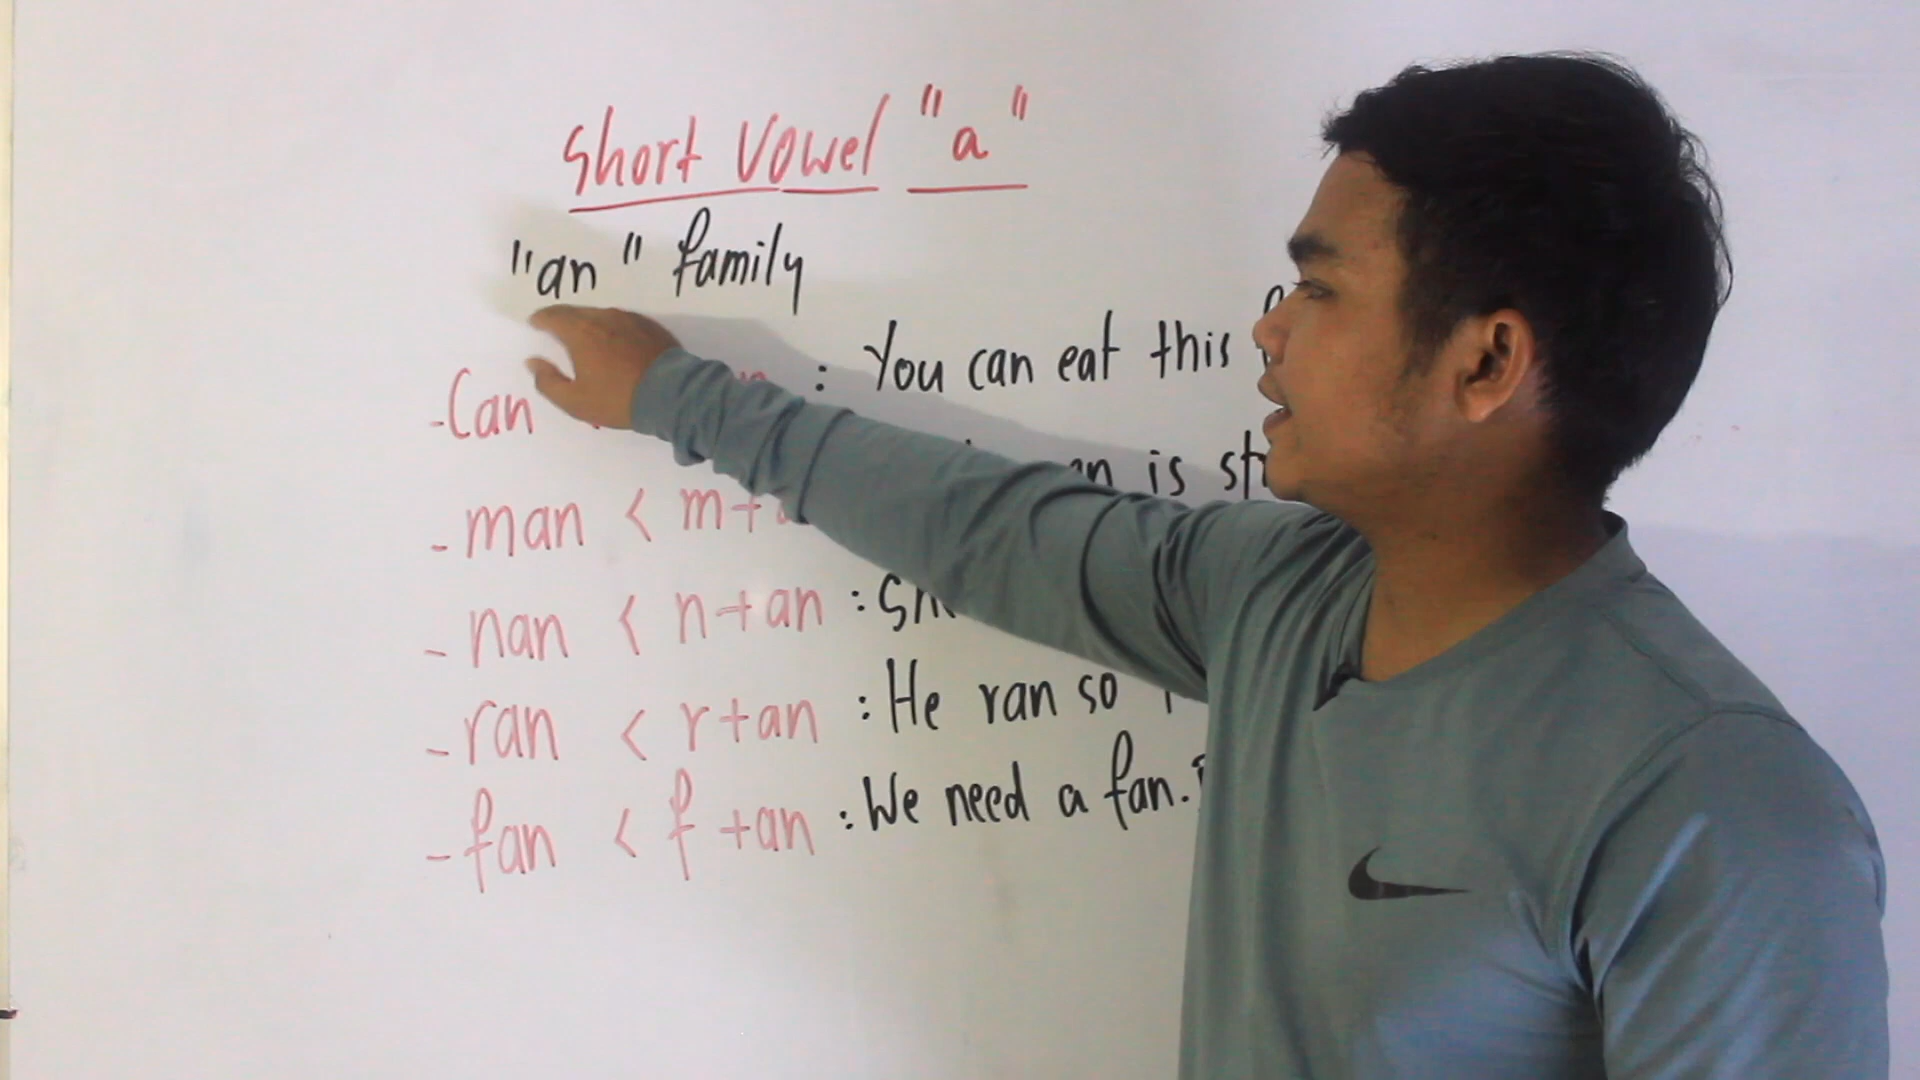 Short Vowel "a"
"an" family
- Can : You can eat this
- man < m+ is
- nan < n+an :
- ran < r+an : He ran so
- fan < f +an : We need a fan.